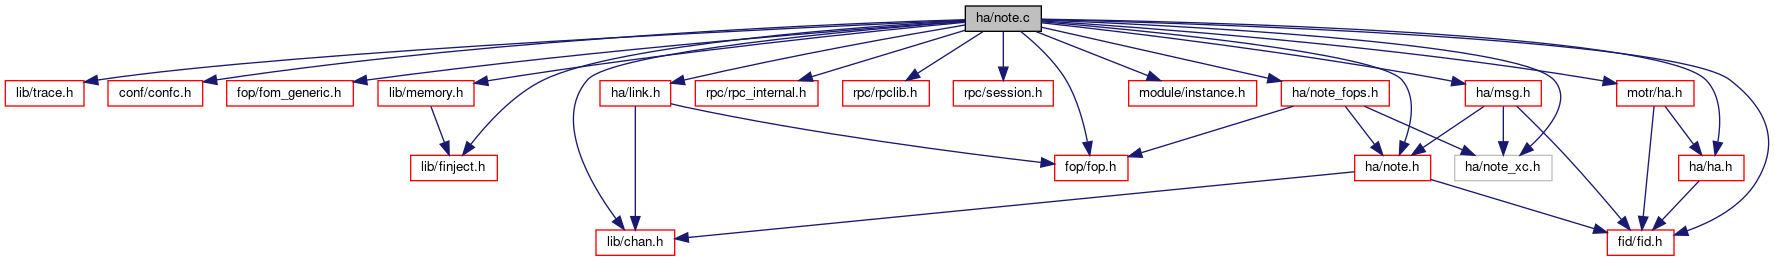 ha/note.c
lib/trace.h
conf/confc.h
fop/fom_generic.h
lib/memory.h
ha/link.h
rpc/rpc_internal.h
rpc/rpclib.h
rpc/session.h
module/instance.h
ha/note_fops.h
ha/msg.h
motr/ha.h
lib/finject.h
fop/fop.h
ha/note.h
ha/note_xc.h
ha/ha.h
lib/chan.h
fid/fid.h